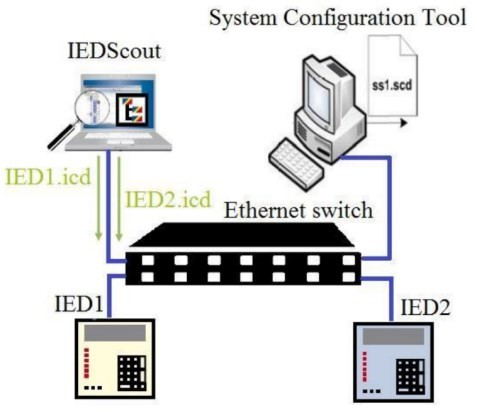 System Configuration Tool
IEDScout
ss1.scd
IED1.icd
IED2.icd
Ethernet switch
IED1
IED2